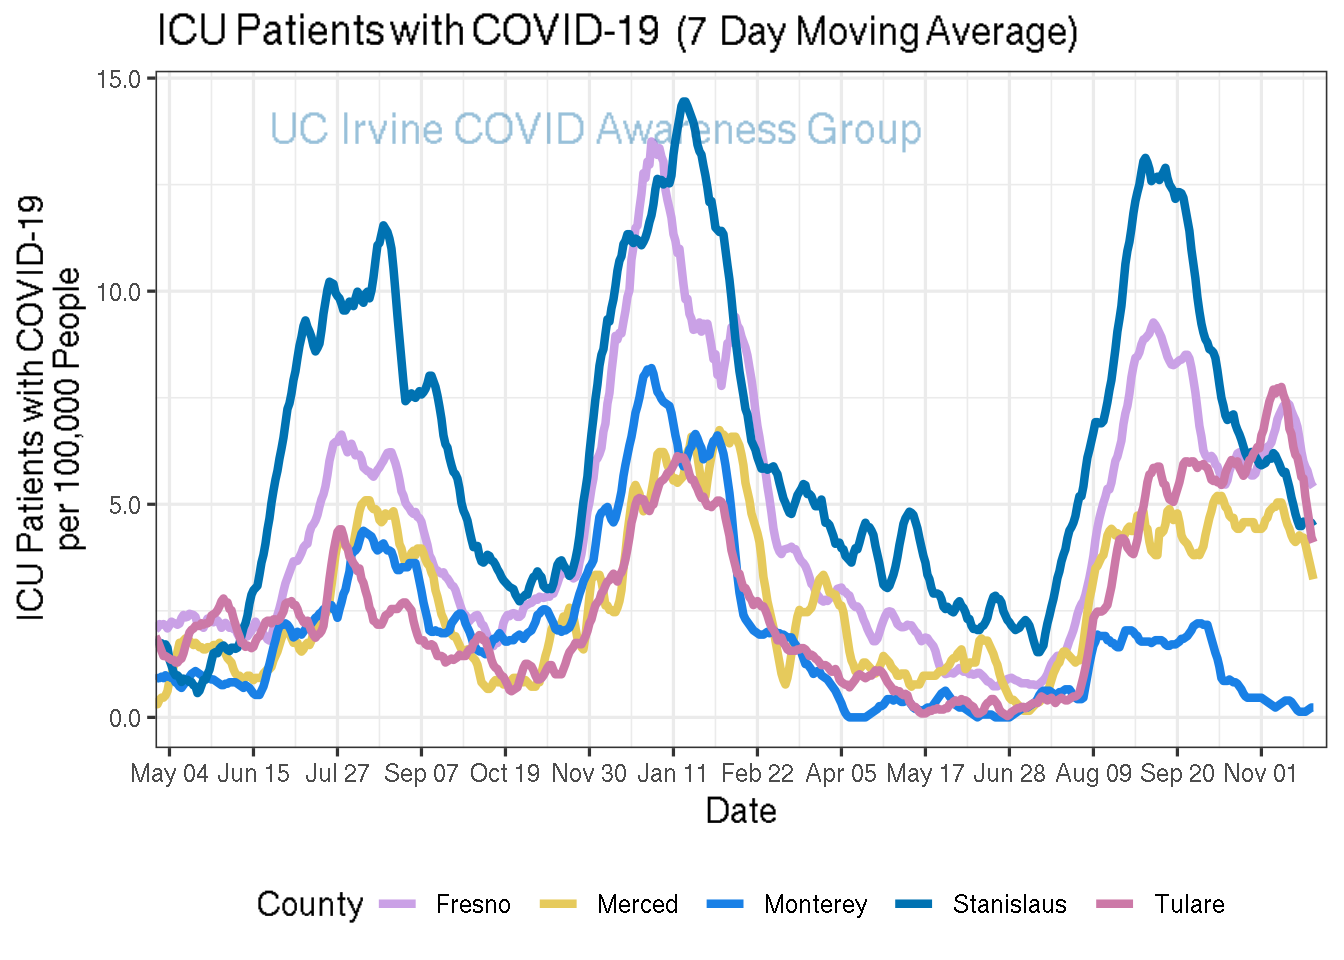 ICU Patients with COVID-19 (7 Day Moving Average)
UC Irvine COVID Awareness Group
ICU Patients with COVID-19
per 100,000 People
15.0
10.0
5.0
0.0
May 04 Jun 15 Jul 27 Sep 07 Oct 19 Nov 30 Jan 11 Feb 22 Apr 05 May 17 Jun 28 Aug 09 Sep 20 Nov 01
Date
County Fresno Merced Monterey Stanislaus Tulare